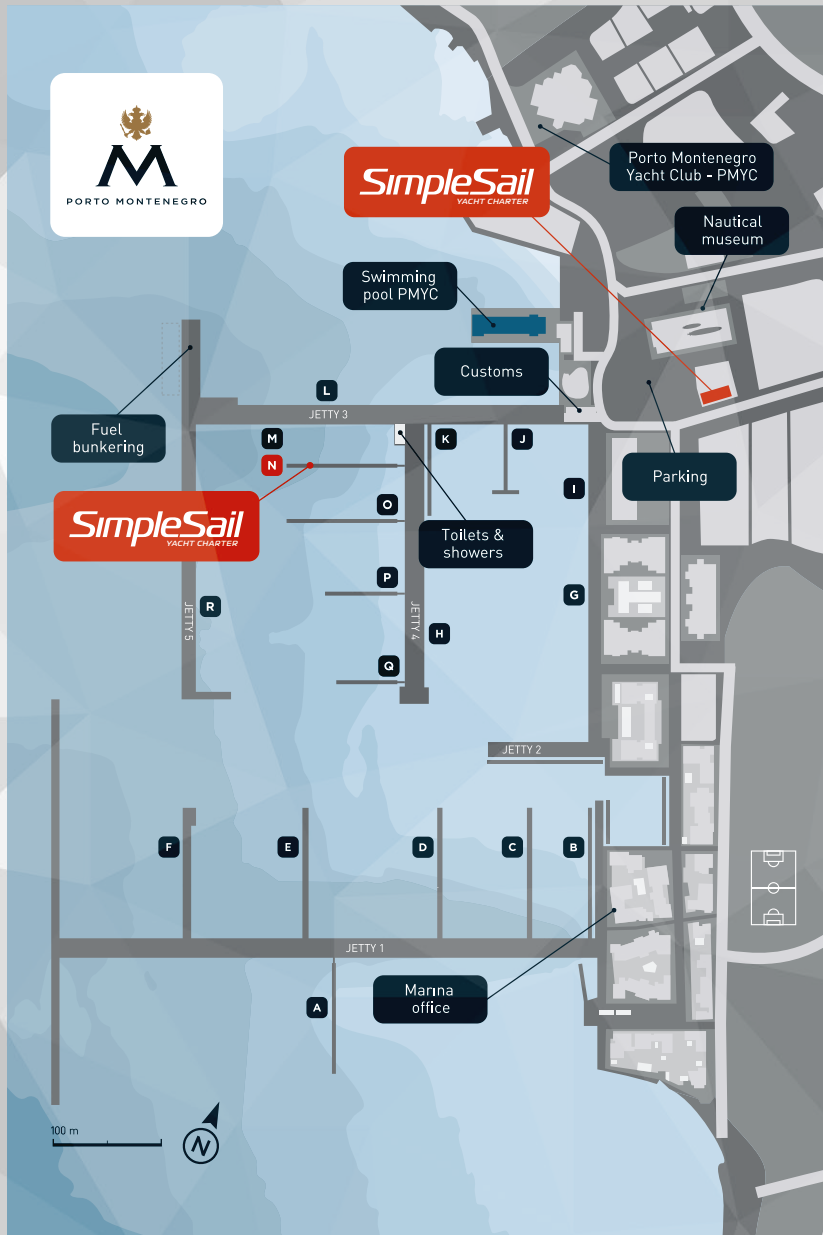 M
PORTO MONTENEGRO
SimpleSail
YACHT CHARTER
Porto Montenegro
Yacht Club - PMYC
Nautical
museum
Swimming
pool PMYC
Customs
L
JETTY 3
Fuel
bunkering
M
K
J
N
Parking
I
SimpleSail
YACHT CHARTER
O
Toilets &
showers
P
G
R
JETTY 5
JETTY 4
H
Q
JETTY 2
F
E
D
C
B
JETTY 1
Marina
office
A
100 m
N